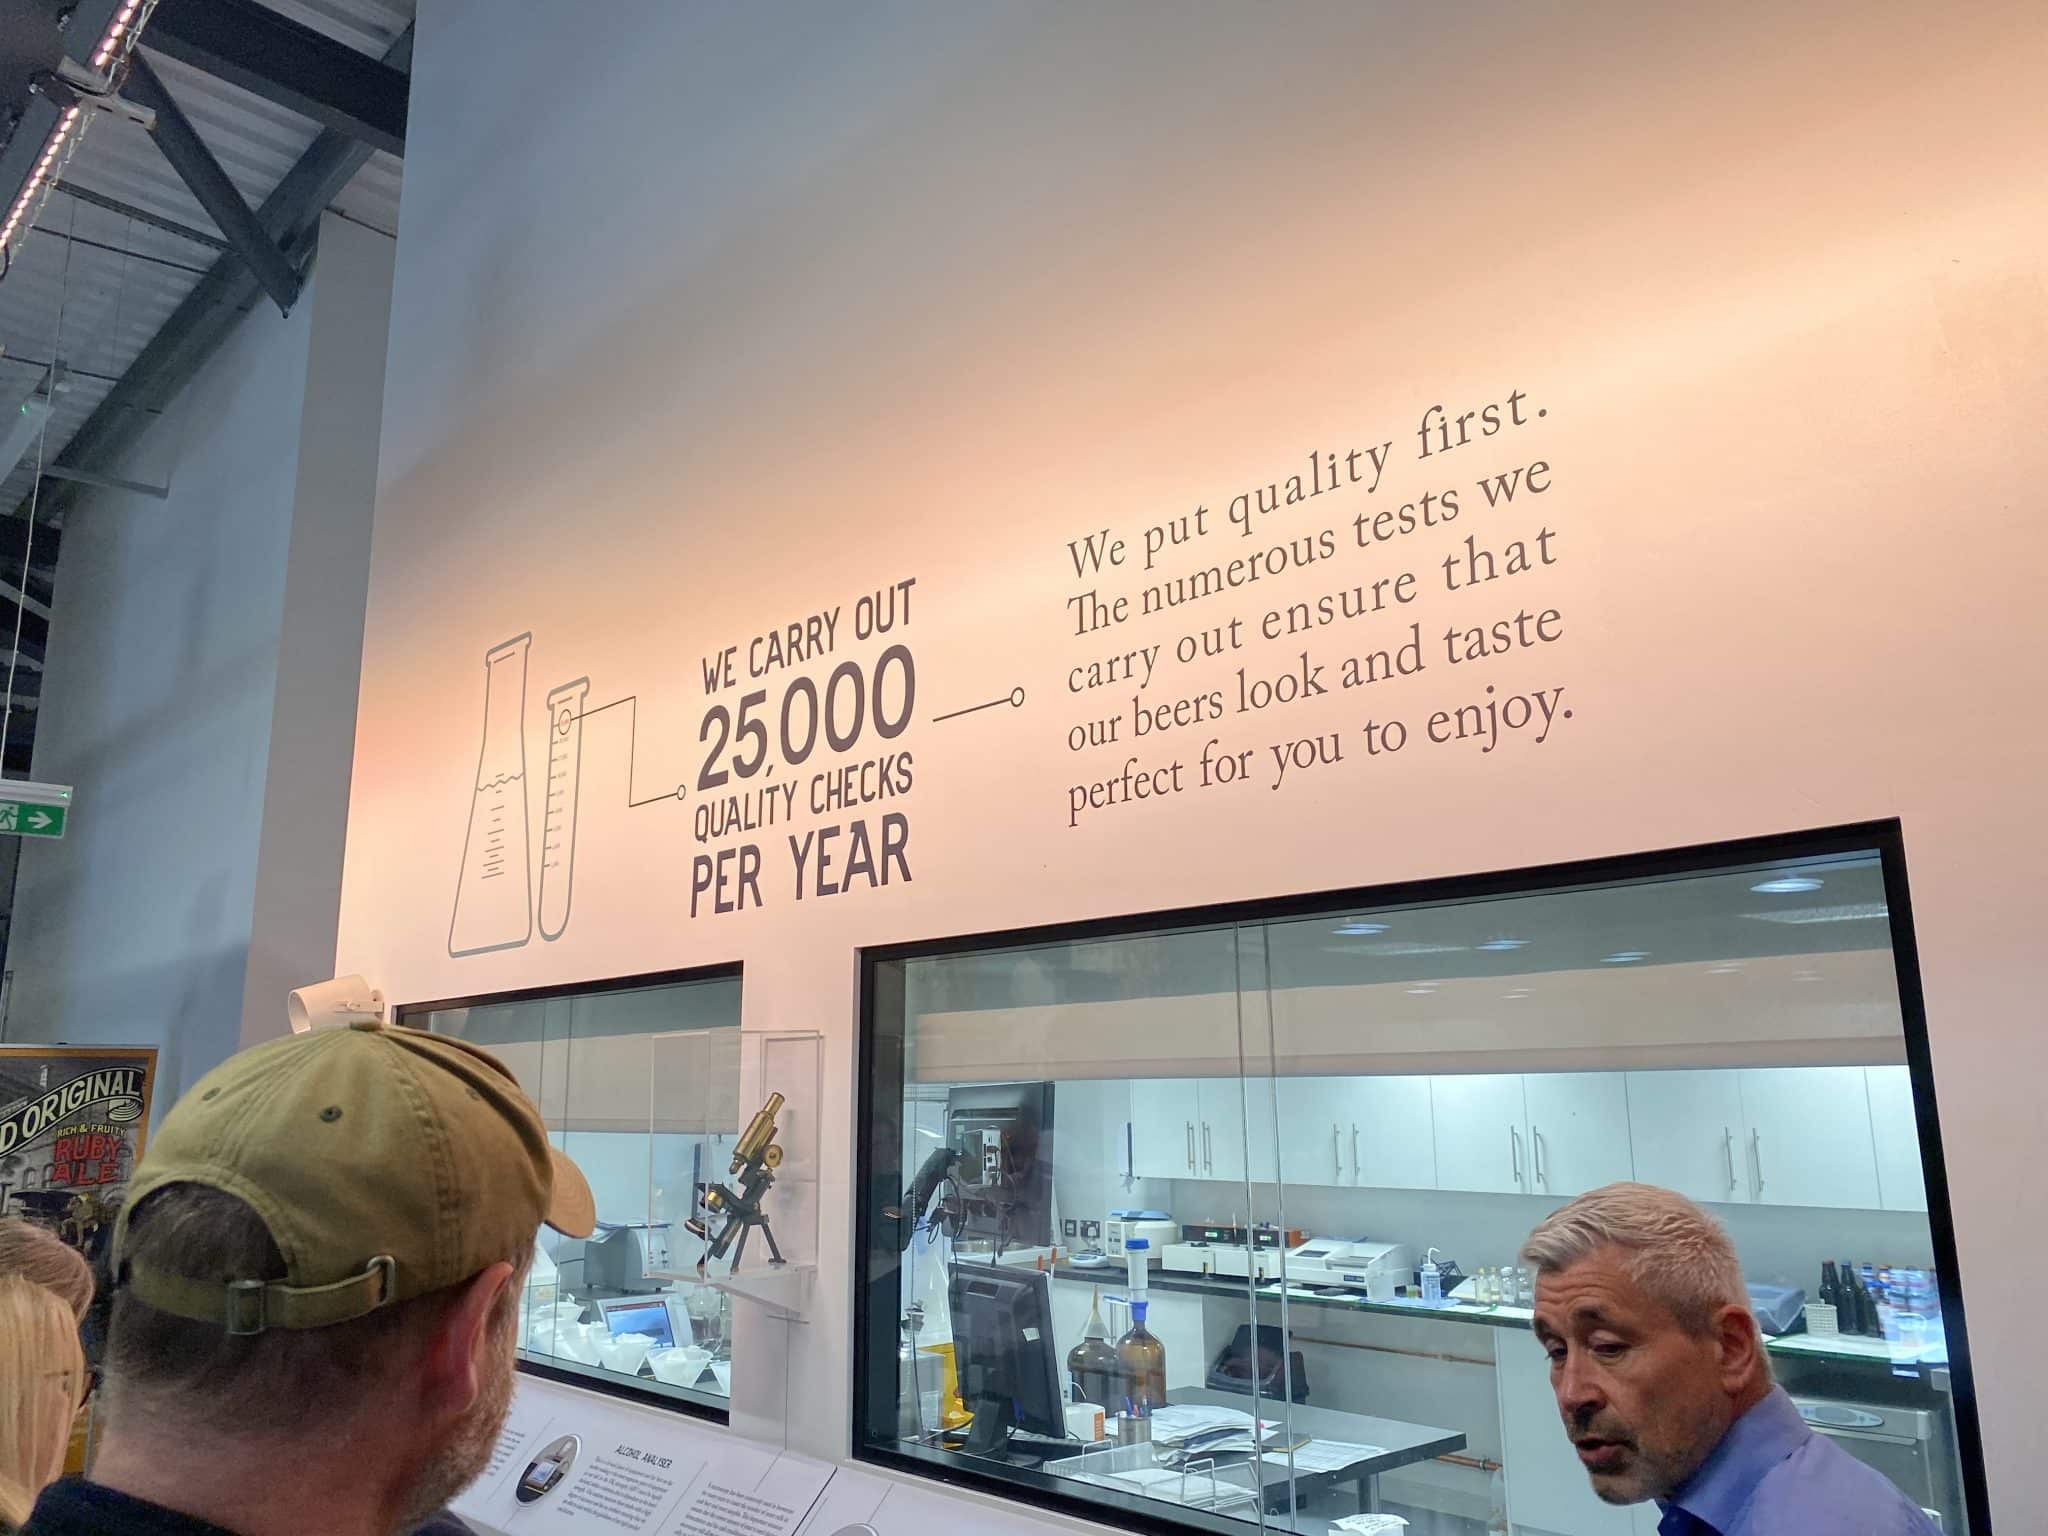 WE CARRY OUT
25,000
QUALITY CHECKS
PER YEAR
We put quality first.
The numerous tests we
carry out ensure that
our beers look and taste
perfect for you to enjoy.
D ORIGINAL
RICH & FRUITY
RUBY
ALE
ALCOHOL ANALYSER